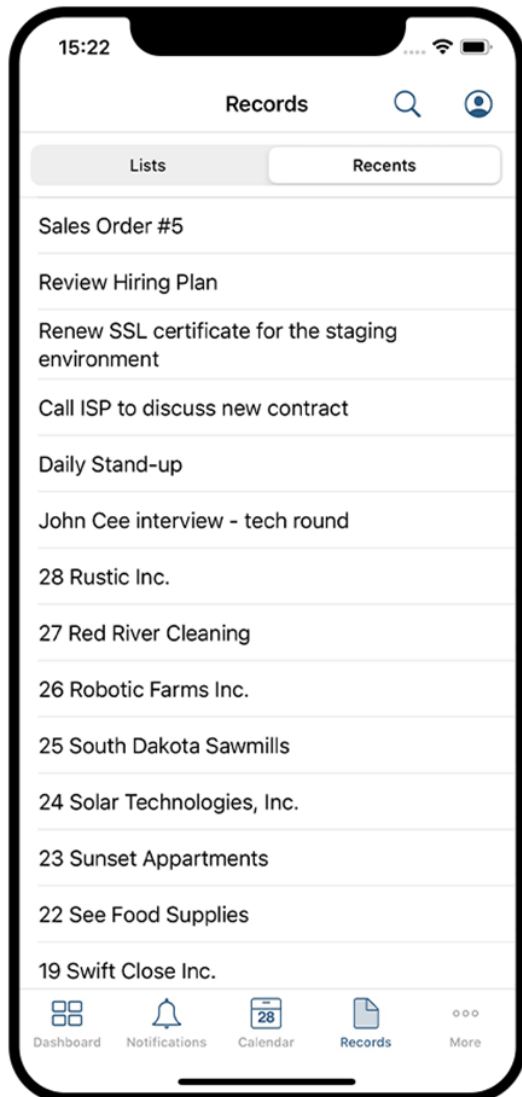 15:22
Records
Lists
Recents
Sales Order #5
Review Hiring Plan
Renew SSL certificate for the staging
environment
Call ISP to discuss new contract
Daily Stand-up
John Cee interview - tech round
28 Rustic Inc.
27 Red River Cleaning
26 Robotic Farms Inc.
25 South Dakota Sawmills
24 Solar Technologies, Inc.
23 Sunset Appartments
22 See Food Supplies
19 Swift Close Inc.
28
Dashboard
Notifications
Calendar
Records
More